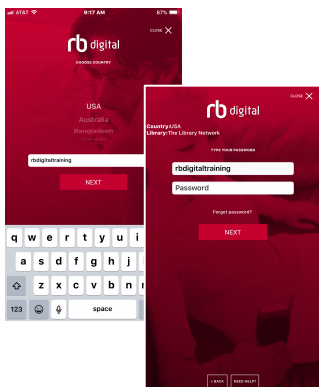 AT&T 9:17 AM 87%
CLOSE X
rb digital
CHOOSE COUNTRY
USA
Australia
Bangladesh
rbdigitaltraining
NEXT
q w e r t y u i
a s d f g h j
z x c v b n
123 space
CLOSE X
rb digital
Country:USA
Library:The Library Network
TYPE YOUR PASSWORD
rbdigitaltraining
Password
Forgot password?
NEXT
< BACK NEED HELP?